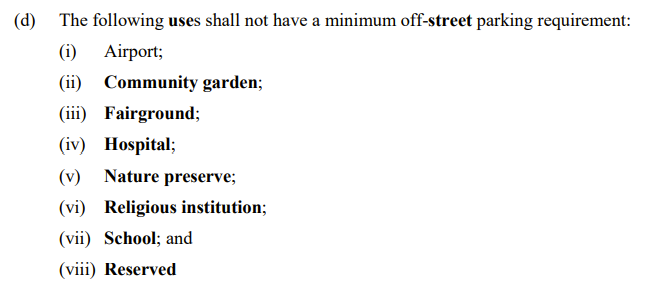 (d) The following uses shall not have a minimum off-street parking requirement:
(i) Airport;
(ii) Community garden;
(iii) Fairground;
(iv) Hospital;
(v) Nature preserve;
(vi) Religious institution;
(vii) School; and
(viii) Reserved